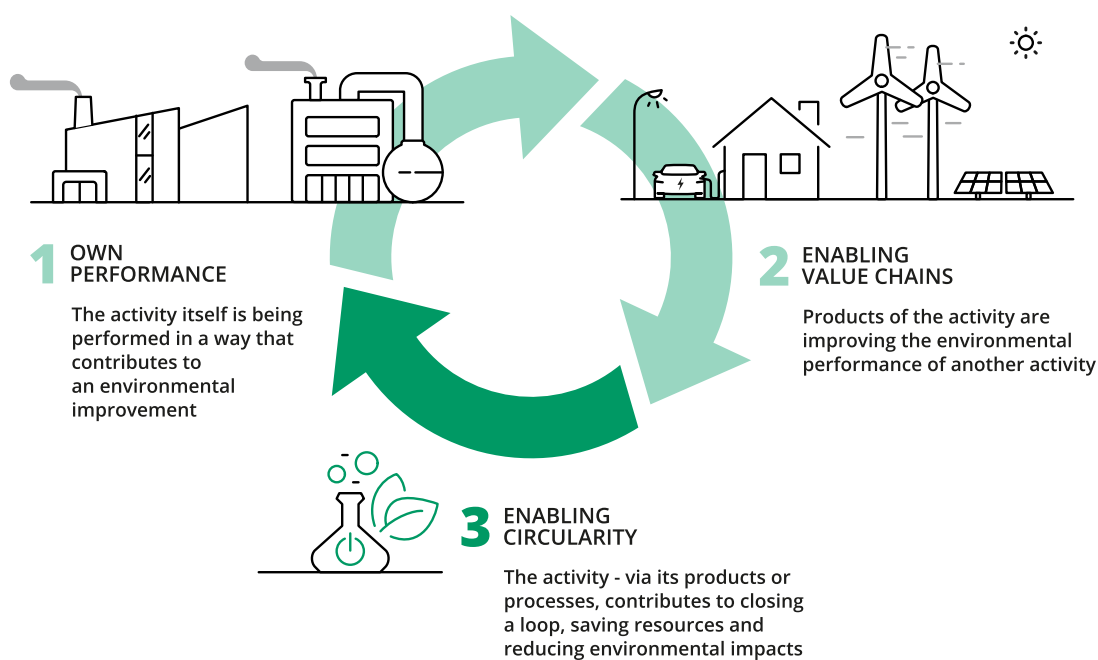 1 OWN
PERFORMANCE
The activity itself is being
performed in a way that
contributes to
an environmental
improvement
2 ENABLING
VALUE CHAINS
Products of the activity are
improving the environmental
performance of another activity
3 ENABLING
CIRCULARITY
The activity - via its products or
processes, contributes to closing
a loop, saving resources and
reducing environmental impacts